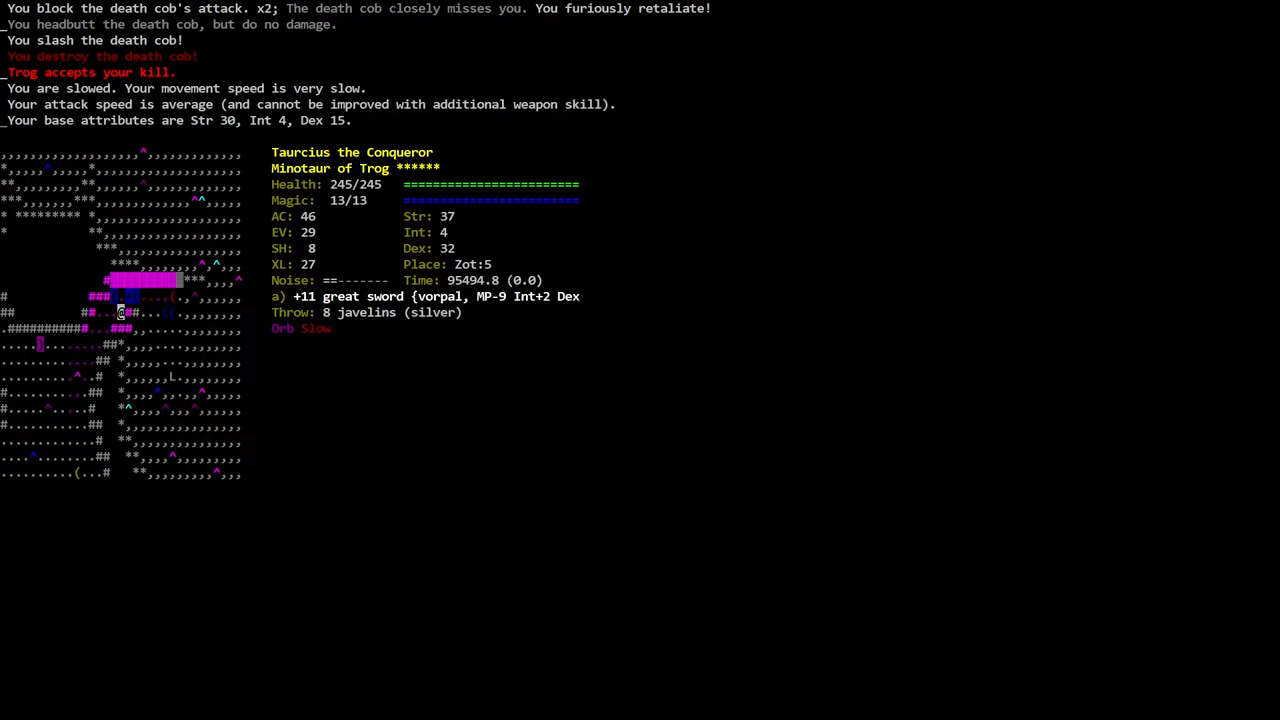 You block the death cob's attack. x2; The death cob closely misses you. You furiously retaliate!
_You headbutt the death cob, but do no damage.
You slash the death cob!
You destroy the death cob!
_Trog accepts your kill.
You are slowed. Your movement speed is very slow.
Your attack speed is average (and cannot be improved with additional weapon skill).
_Your base attributes are Str 30, Int 4, Dex 15.
Taurcius the Conqueror
Minotaur of Trog ******
Health: 245/245 ========================
Magic: 13/13 ========================
AC: 46 Str: 37
EV: 29 Int: 4
SH: 8 Dex: 32
XL: 27 Place: Zot:5
Noise: ==------- Time: 95494.8 (0.0)
a) +11 great sword {vorpal, MP-9 Int+2 Dex
Throw: 8 javelins (silver)
Orb Slow